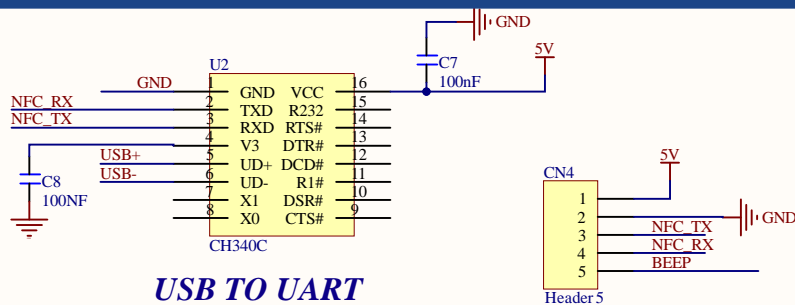 GND
C7
100nF
5V
U2
GND
1 GND VCC 16
NFC_RX 2 TXD R232 15
NFC_TX 3 RXD RTS# 14
4 V3 DTR# 13
USB+ 5 UD+ DCD# 12
USB- 6 UD- R1# 11
7 X1 DSR# 10
8 X0 CTS# 9
C8
100NF
CH340C
USB TO UART
5V
CN4
1
2 GND
3 NFC_TX
4 NFC_RX
5 BEEP
Header 5